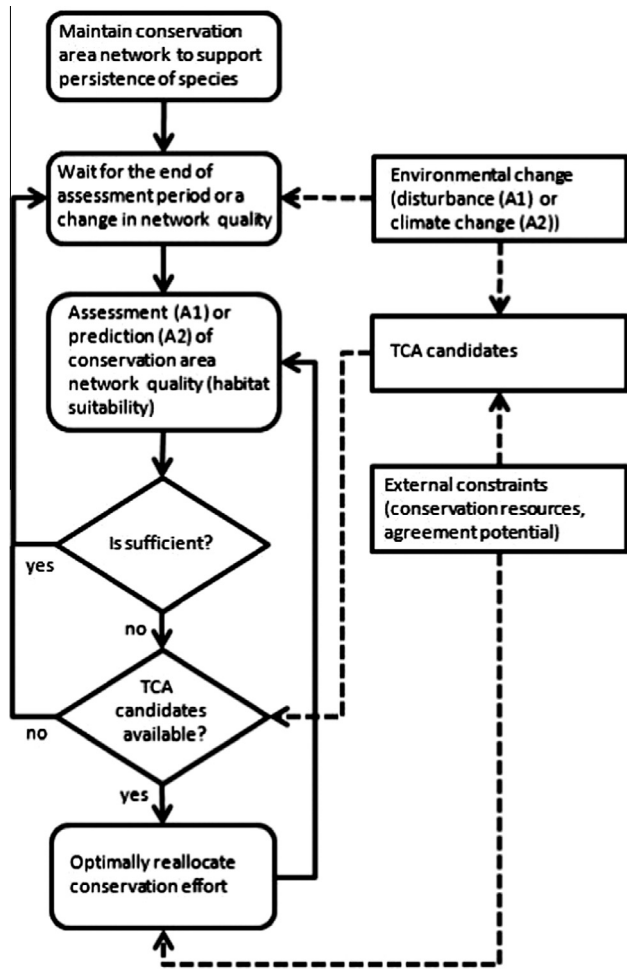 Maintain conservation
area network to support
persistence of species
Wait for the end of
assessment period or a
change in network quality
Environmental change
(disturbance (A1) or
climate change (A2))
Assessment (A1) or
prediction (A2) of
conservation area
network quality (habitat
suitability)
TCA candidates
External constraints
(conservation resources,
agreement potential)
Is sufficient?
yes
no
TCA
candidates
available?
no
yes
Optimally reallocate
conservation effort